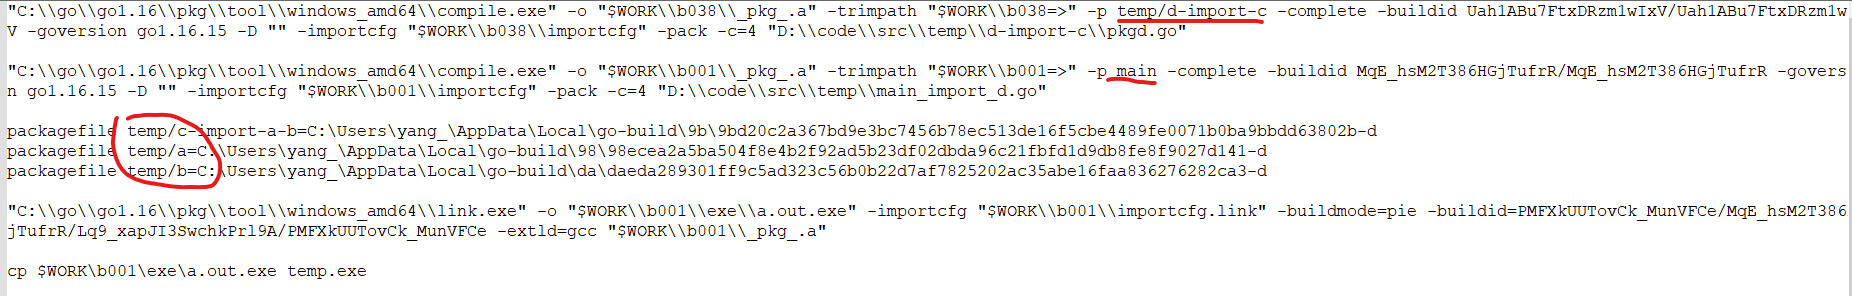 "C:\\go\\go1.16\\pkg\\tool\\windows_amd64\\compile.exe" -o "$WORK\\b038\\_pkg_.a" -trimpath "$WORK\\b038=>" -p temp/d-import-c -complete -buildid Uah1ABu7FtxDRzm1wIxV/Uah1ABu7FtxDRzm1w
V -goversion go1.16.15 -D "" -importcfg "$WORK\\b038\\importcfg" -pack -c=4 "D:\\code\\src\\temp\\d-import-c\\pkgd.go"
"C:\\go\\go1.16\\pkg\\tool\\windows_amd64\\compile.exe" -o "$WORK\\b001\\_pkg_.a" -trimpath "$WORK\\b001=>" -p main -complete -buildid MqE_hsM2T386HGjTufrR/MqE_hsM2T386HGjTufrR -govers
n go1.16.15 -D "" -importcfg "$WORK\\b001\\importcfg" -pack -c=4 "D:\\code\\src\\temp\\main_import_d.go"
packagefile temp/c-import-a-b=C:\Users\yang_\AppData\Local\go-build\9b\9bd20c2a367bd9e3bc7456b78ec513de16f5cbe4489fe0071b0ba9bbdd63802b-d
packagefile temp/a=C:\Users\yang_\AppData\Local\go-build\98\98ecea2a5ba504f8e4b2f92ad5b23df02dbda96c21fbfd1d9db8fe8f9027d141-d
packagefile temp/b=C:\Users\yang_\AppData\Local\go-build\da\daeda289301ff9c5ad323c56b0b22d7af7825202ac35abe16faa836276282ca3-d
"C:\\go\\go1.16\\pkg\\tool\\windows_amd64\\link.exe" -o "$WORK\\b001\\exe\\a.out.exe" -importcfg "$WORK\\b001\\importcfg.link" -buildmode=pie -buildid=PMFXkUUTovCk_MunVFCe/MqE_hsM2T386
jTufrR/Lq9_xapJI3SwchkPrl9A/PMFXkUUTovCk_MunVFCe -extld=gcc "$WORK\\b001\\_pkg_.a"
cp $WORK\b001\exe\a.out.exe temp.exe